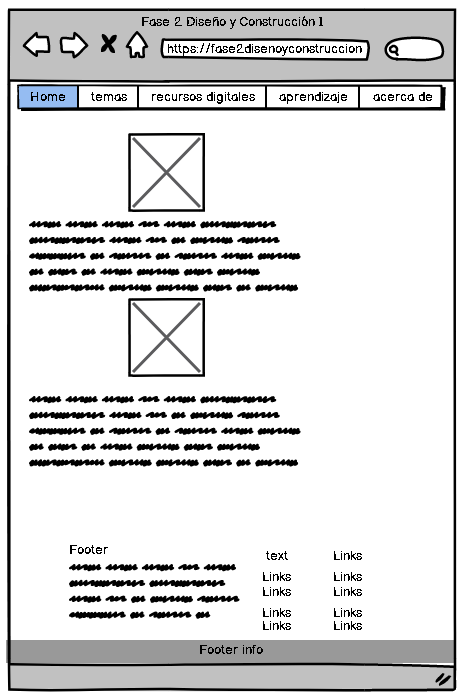 Fase 2 Diseño y Construcción 1
https://fase2disenoyconstruccion
Home temas recursos digitales aprendizaje acerca de
Footer
text Links
Links Links
Links Links
Links Links
Links Links
Footer info